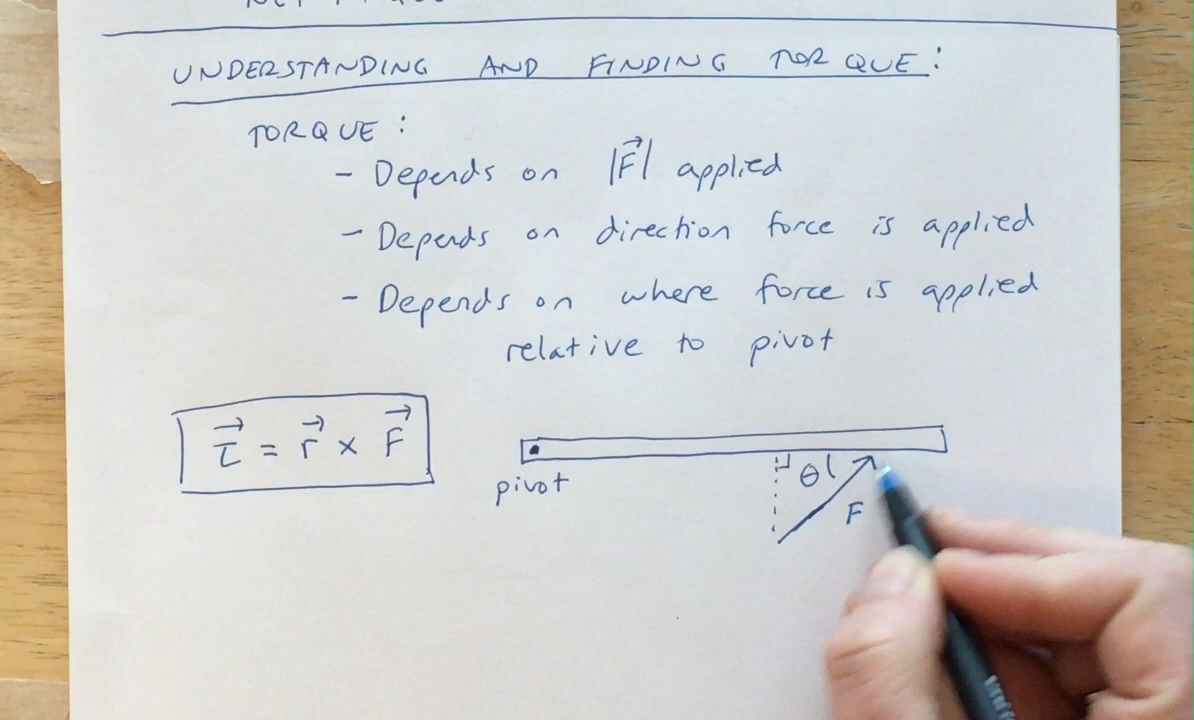 UNDERSTANDING AND FINDING TORQUE:
TORQUE:
- Depends on |F⃗| applied
- Depends on direction force is applied
- Depends on where force is applied
relative to pivot
τ⃗ = r⃗ × F⃗
pivot
θ
F